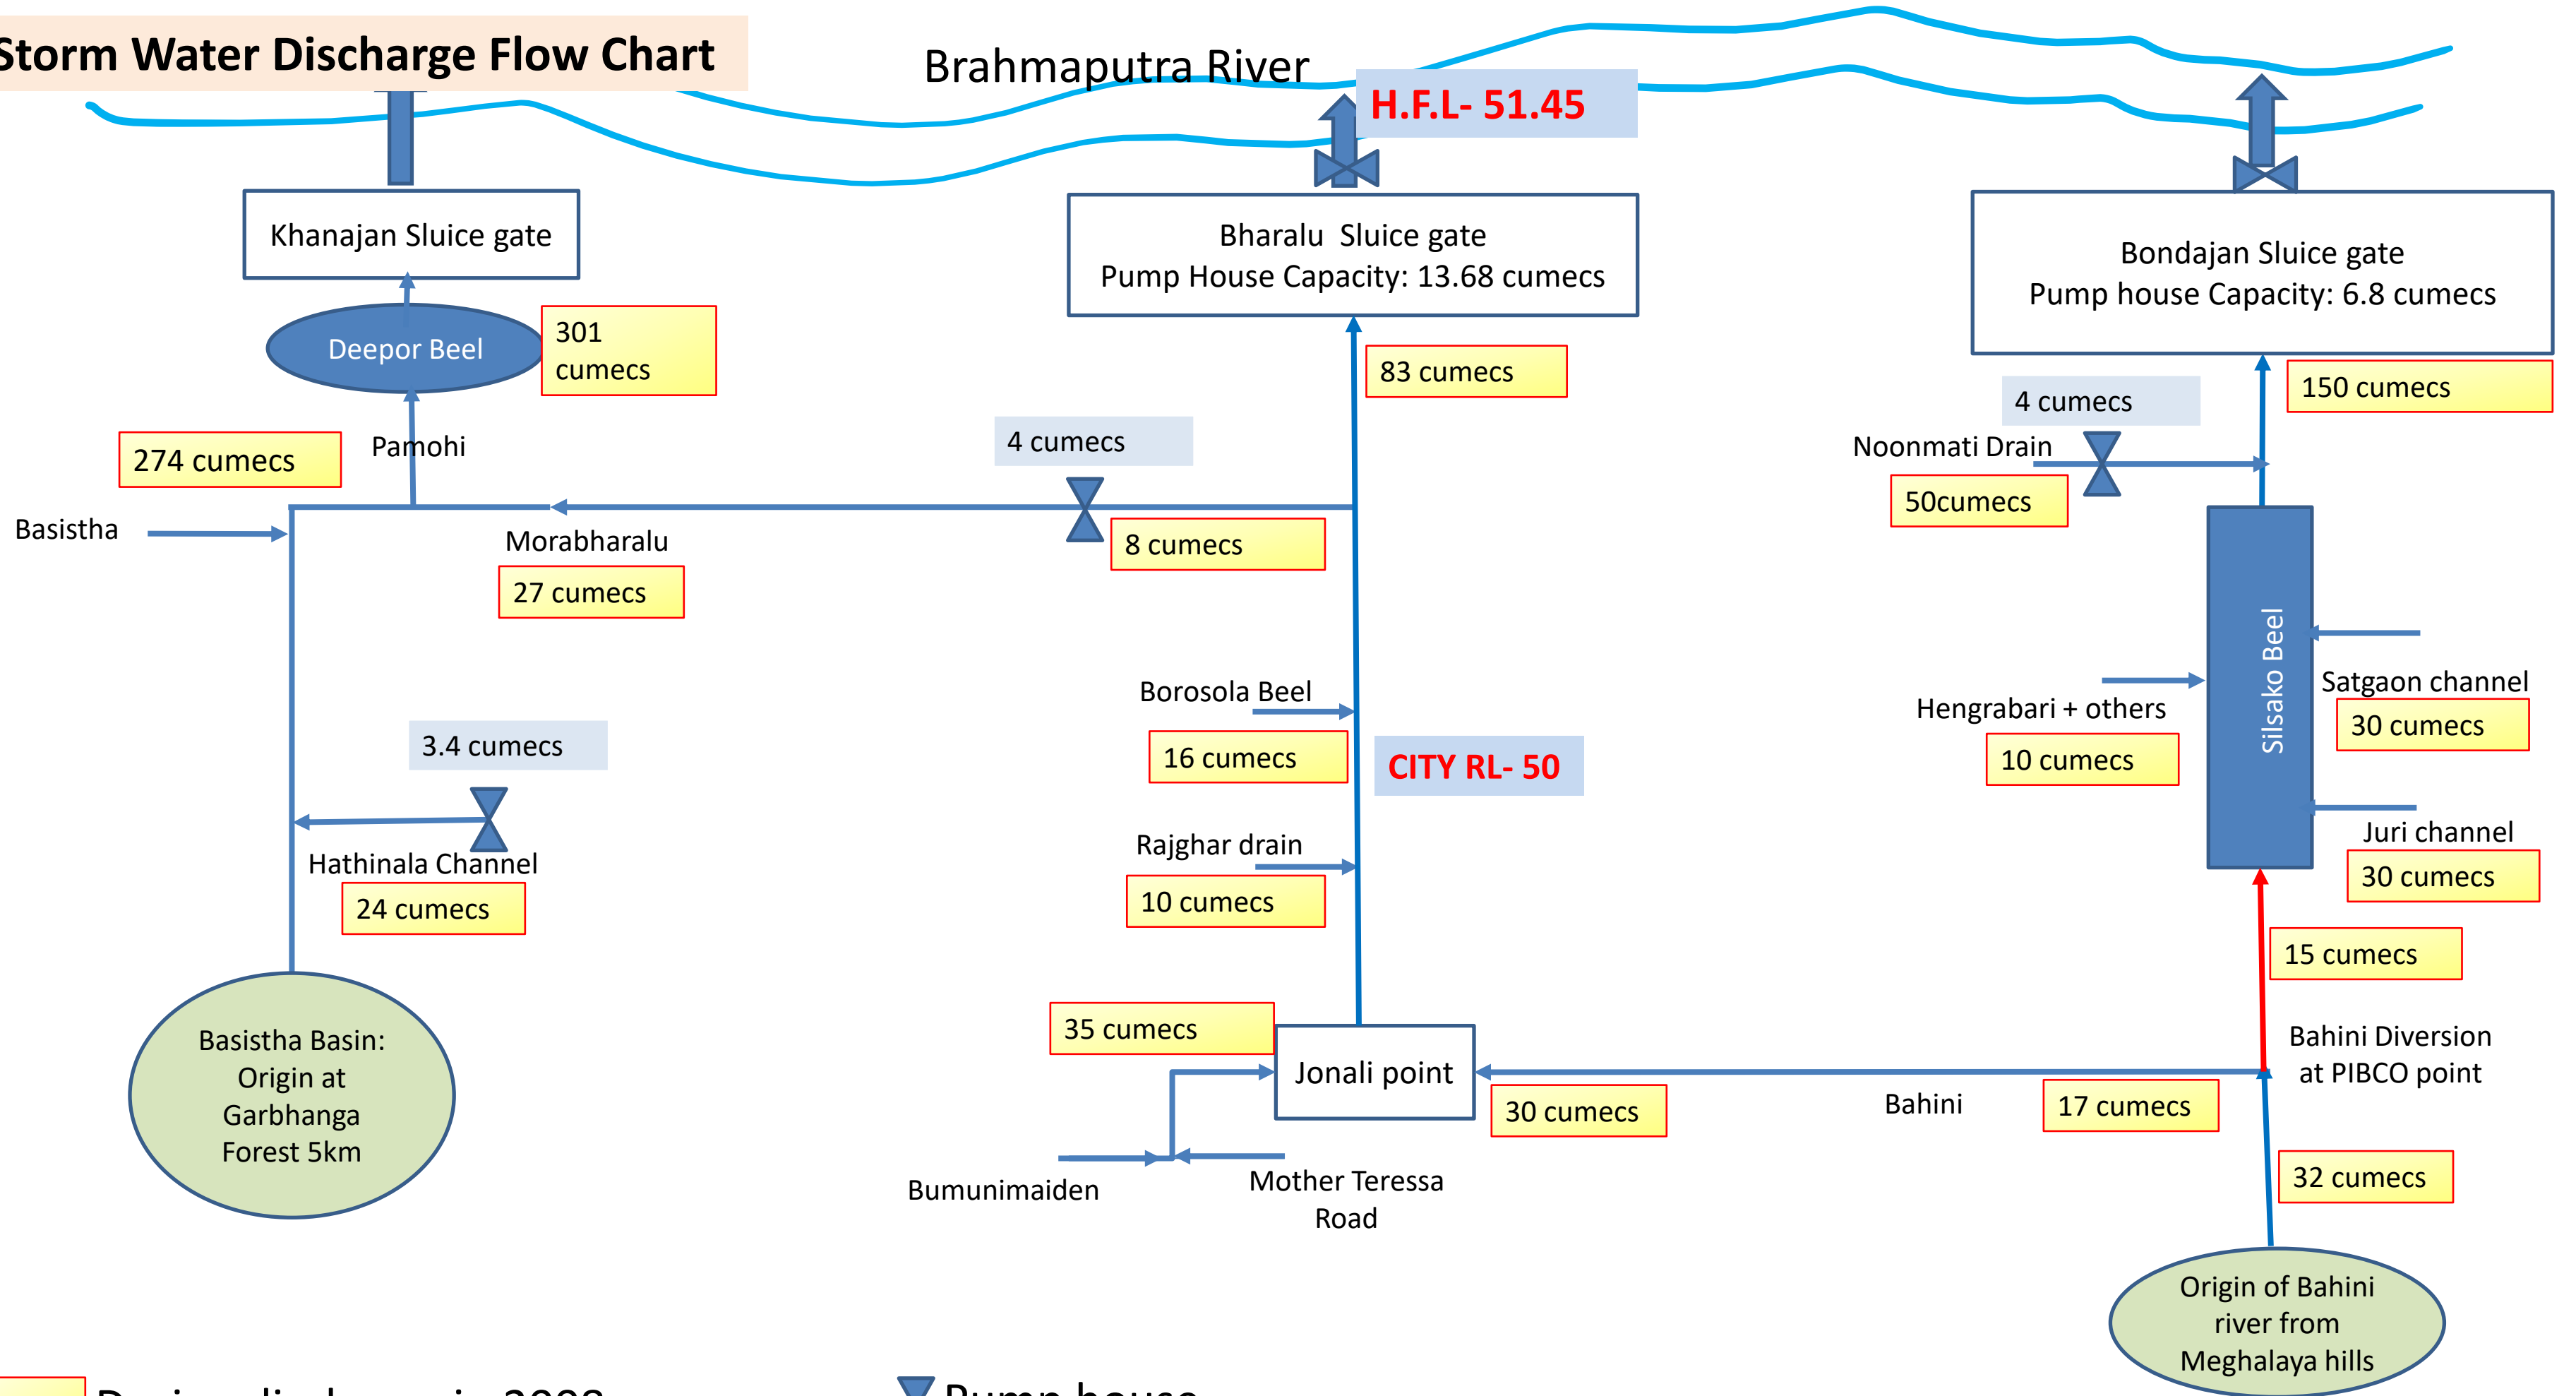 Storm Water Discharge Flow Chart
Brahmaputra River
H.F.L- 51.45
Khanajan Sluice gate
Bharalu Sluice gate
Pump House Capacity: 13.68 cumecs
Bondajan Sluice gate
Pump house Capacity: 6.8 cumecs
Deepor Beel
301
cumecs
83 cumecs
150 cumecs
4 cumecs
Noonmati Drain
50cumecs
274 cumecs
Pamohi
4 cumecs
8 cumecs
Basistha
Morabharalu
27 cumecs
Borosola Beel
16 cumecs
CITY RL- 50
Silsako Beel
Satgaon channel
30 cumecs
Hengrabari + others
10 cumecs
3.4 cumecs
Hathinala Channel
24 cumecs
Rajghar drain
10 cumecs
Juri channel
30 cumecs
15 cumecs
35 cumecs
Jonali point
30 cumecs
Bahini
17 cumecs
Bahini Diversion
at PIBCO point
Basistha Basin:
Origin at
Garbhanga
Forest 5km
Bumunimaiden
Mother Teressa
Road
32 cumecs
Origin of Bahini
river from
Meghalaya hills
Design discharge in 2008
Pump house